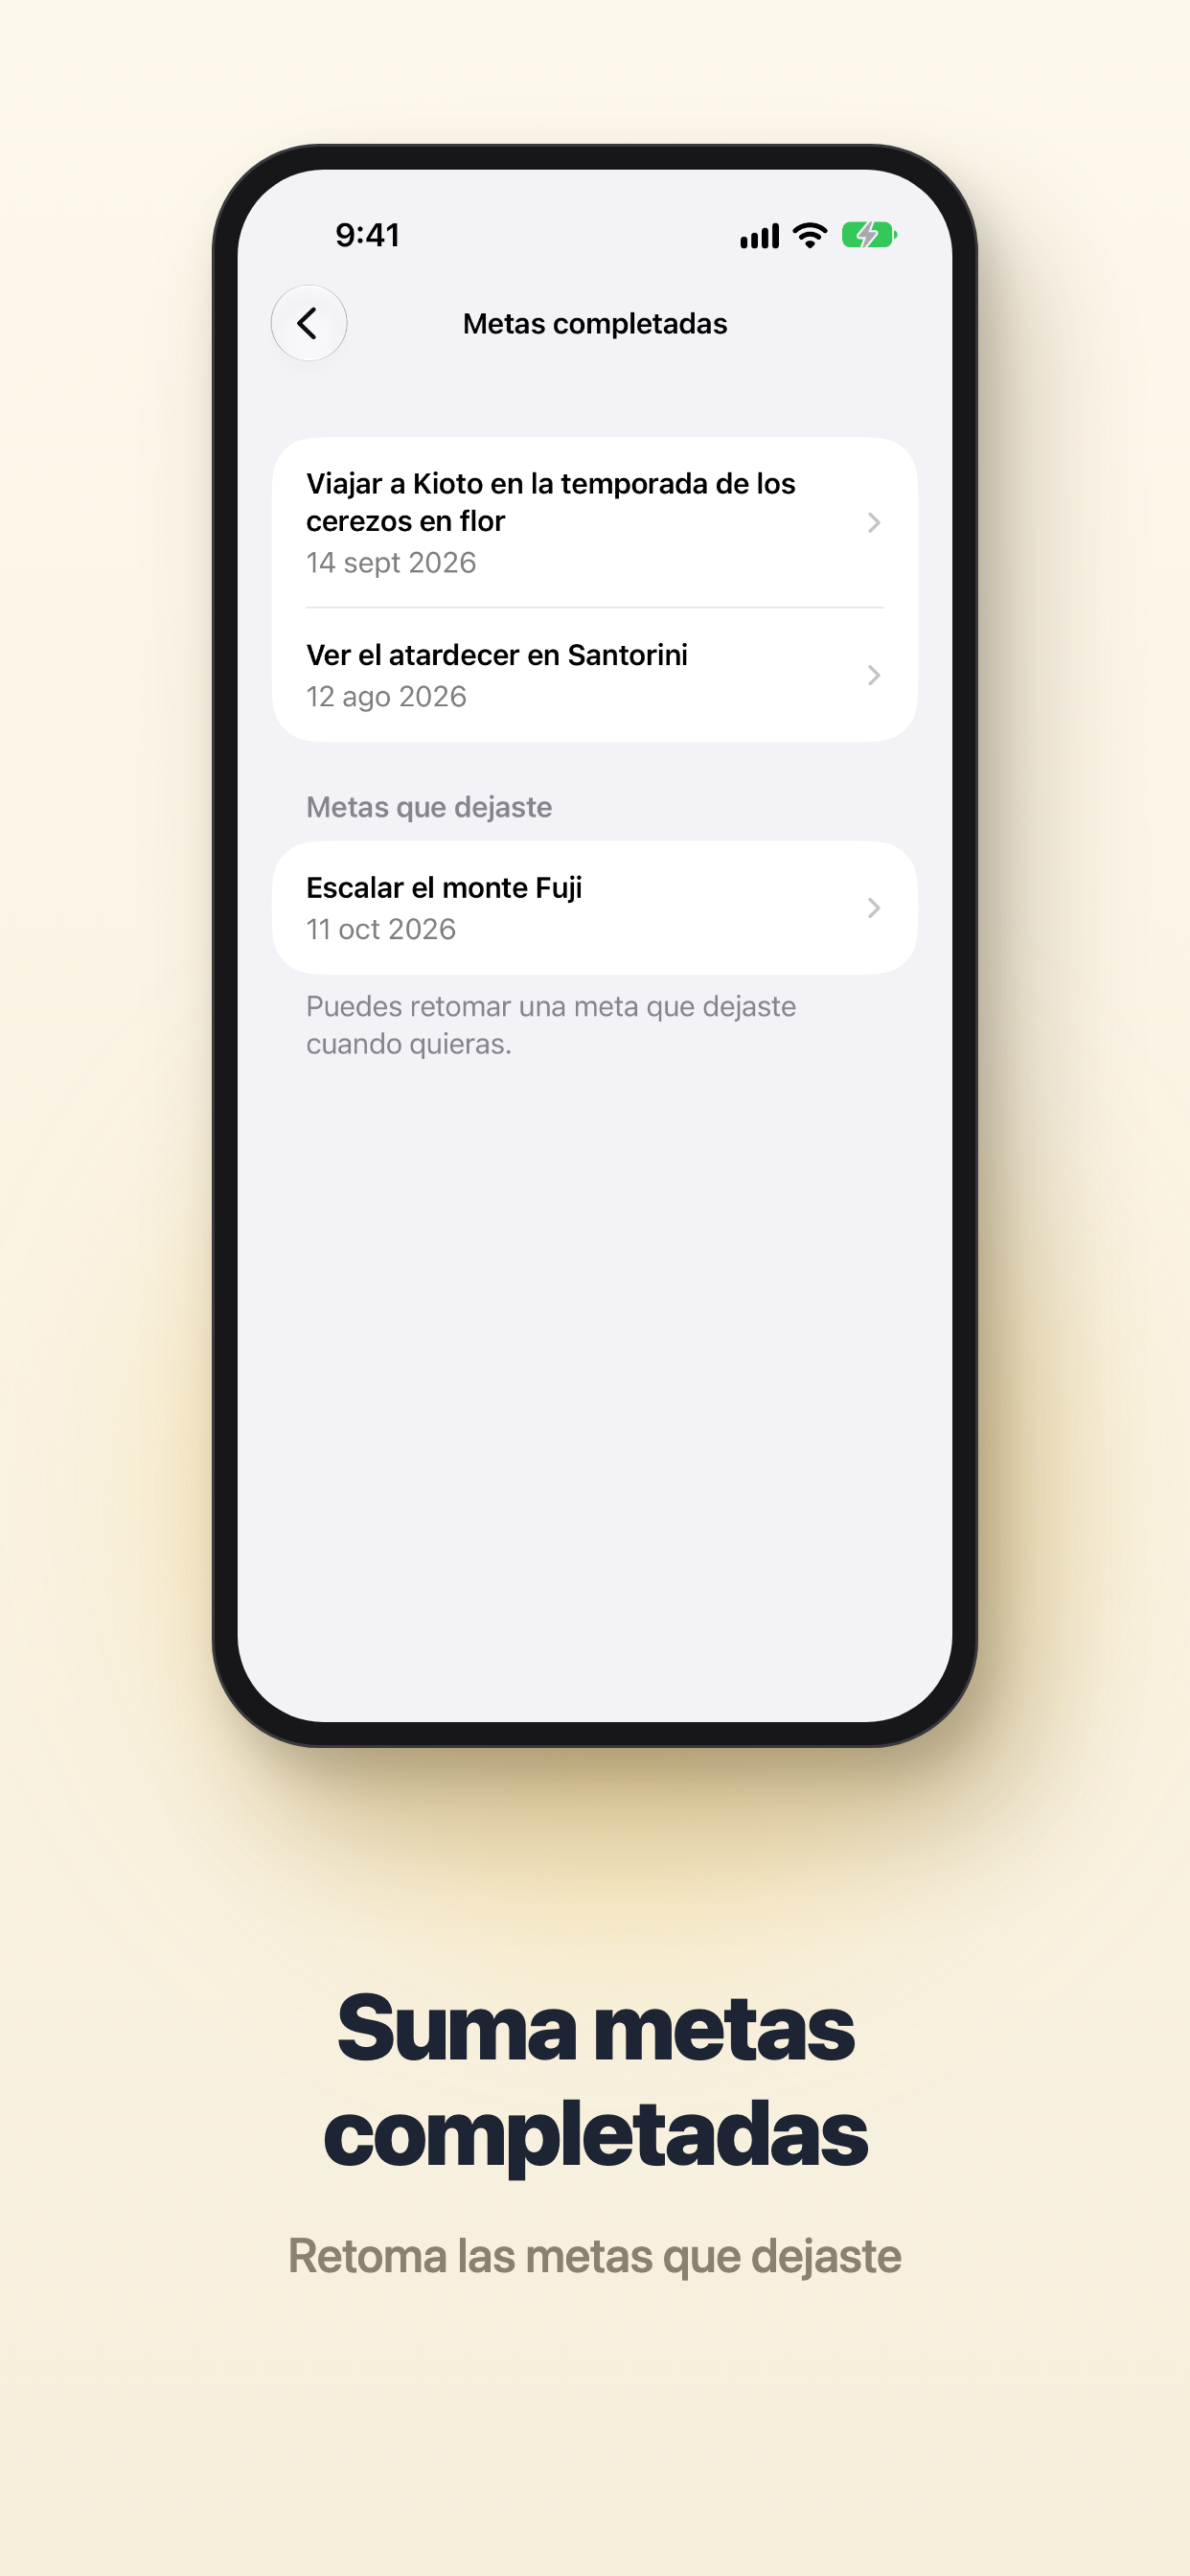 9:41
Metas completadas
Viajar a Kioto en la temporada de los
cerezos en flor
14 sept 2026
Ver el atardecer en Santorini
12 ago 2026
Metas que dejaste
Escalar el monte Fuji
11 oct 2026
Puedes retomar una meta que dejaste
cuando quieras.
Suma metas
completadas
Retoma las metas que dejaste